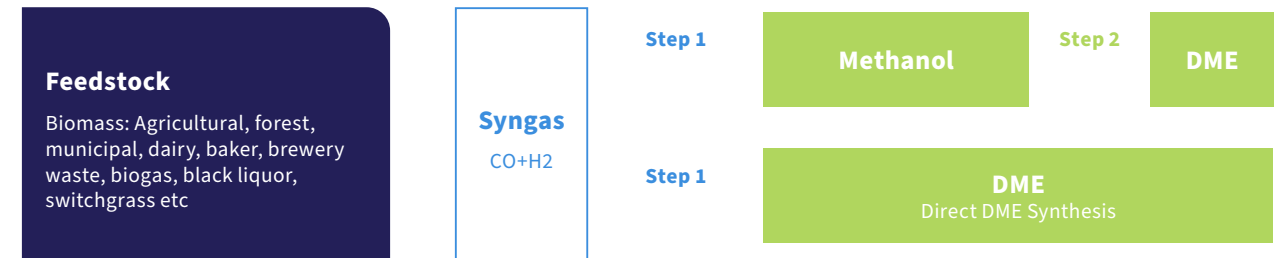 Feedstock
Biomass: Agricultural, forest,
municipal, dairy, baker, brewery
waste, biogas, black liquor,
switchgrass etc
Syngas
CO+H2
Step 1
Methanol
Step 2
DME
Step 1
DME
Direct DME Synthesis